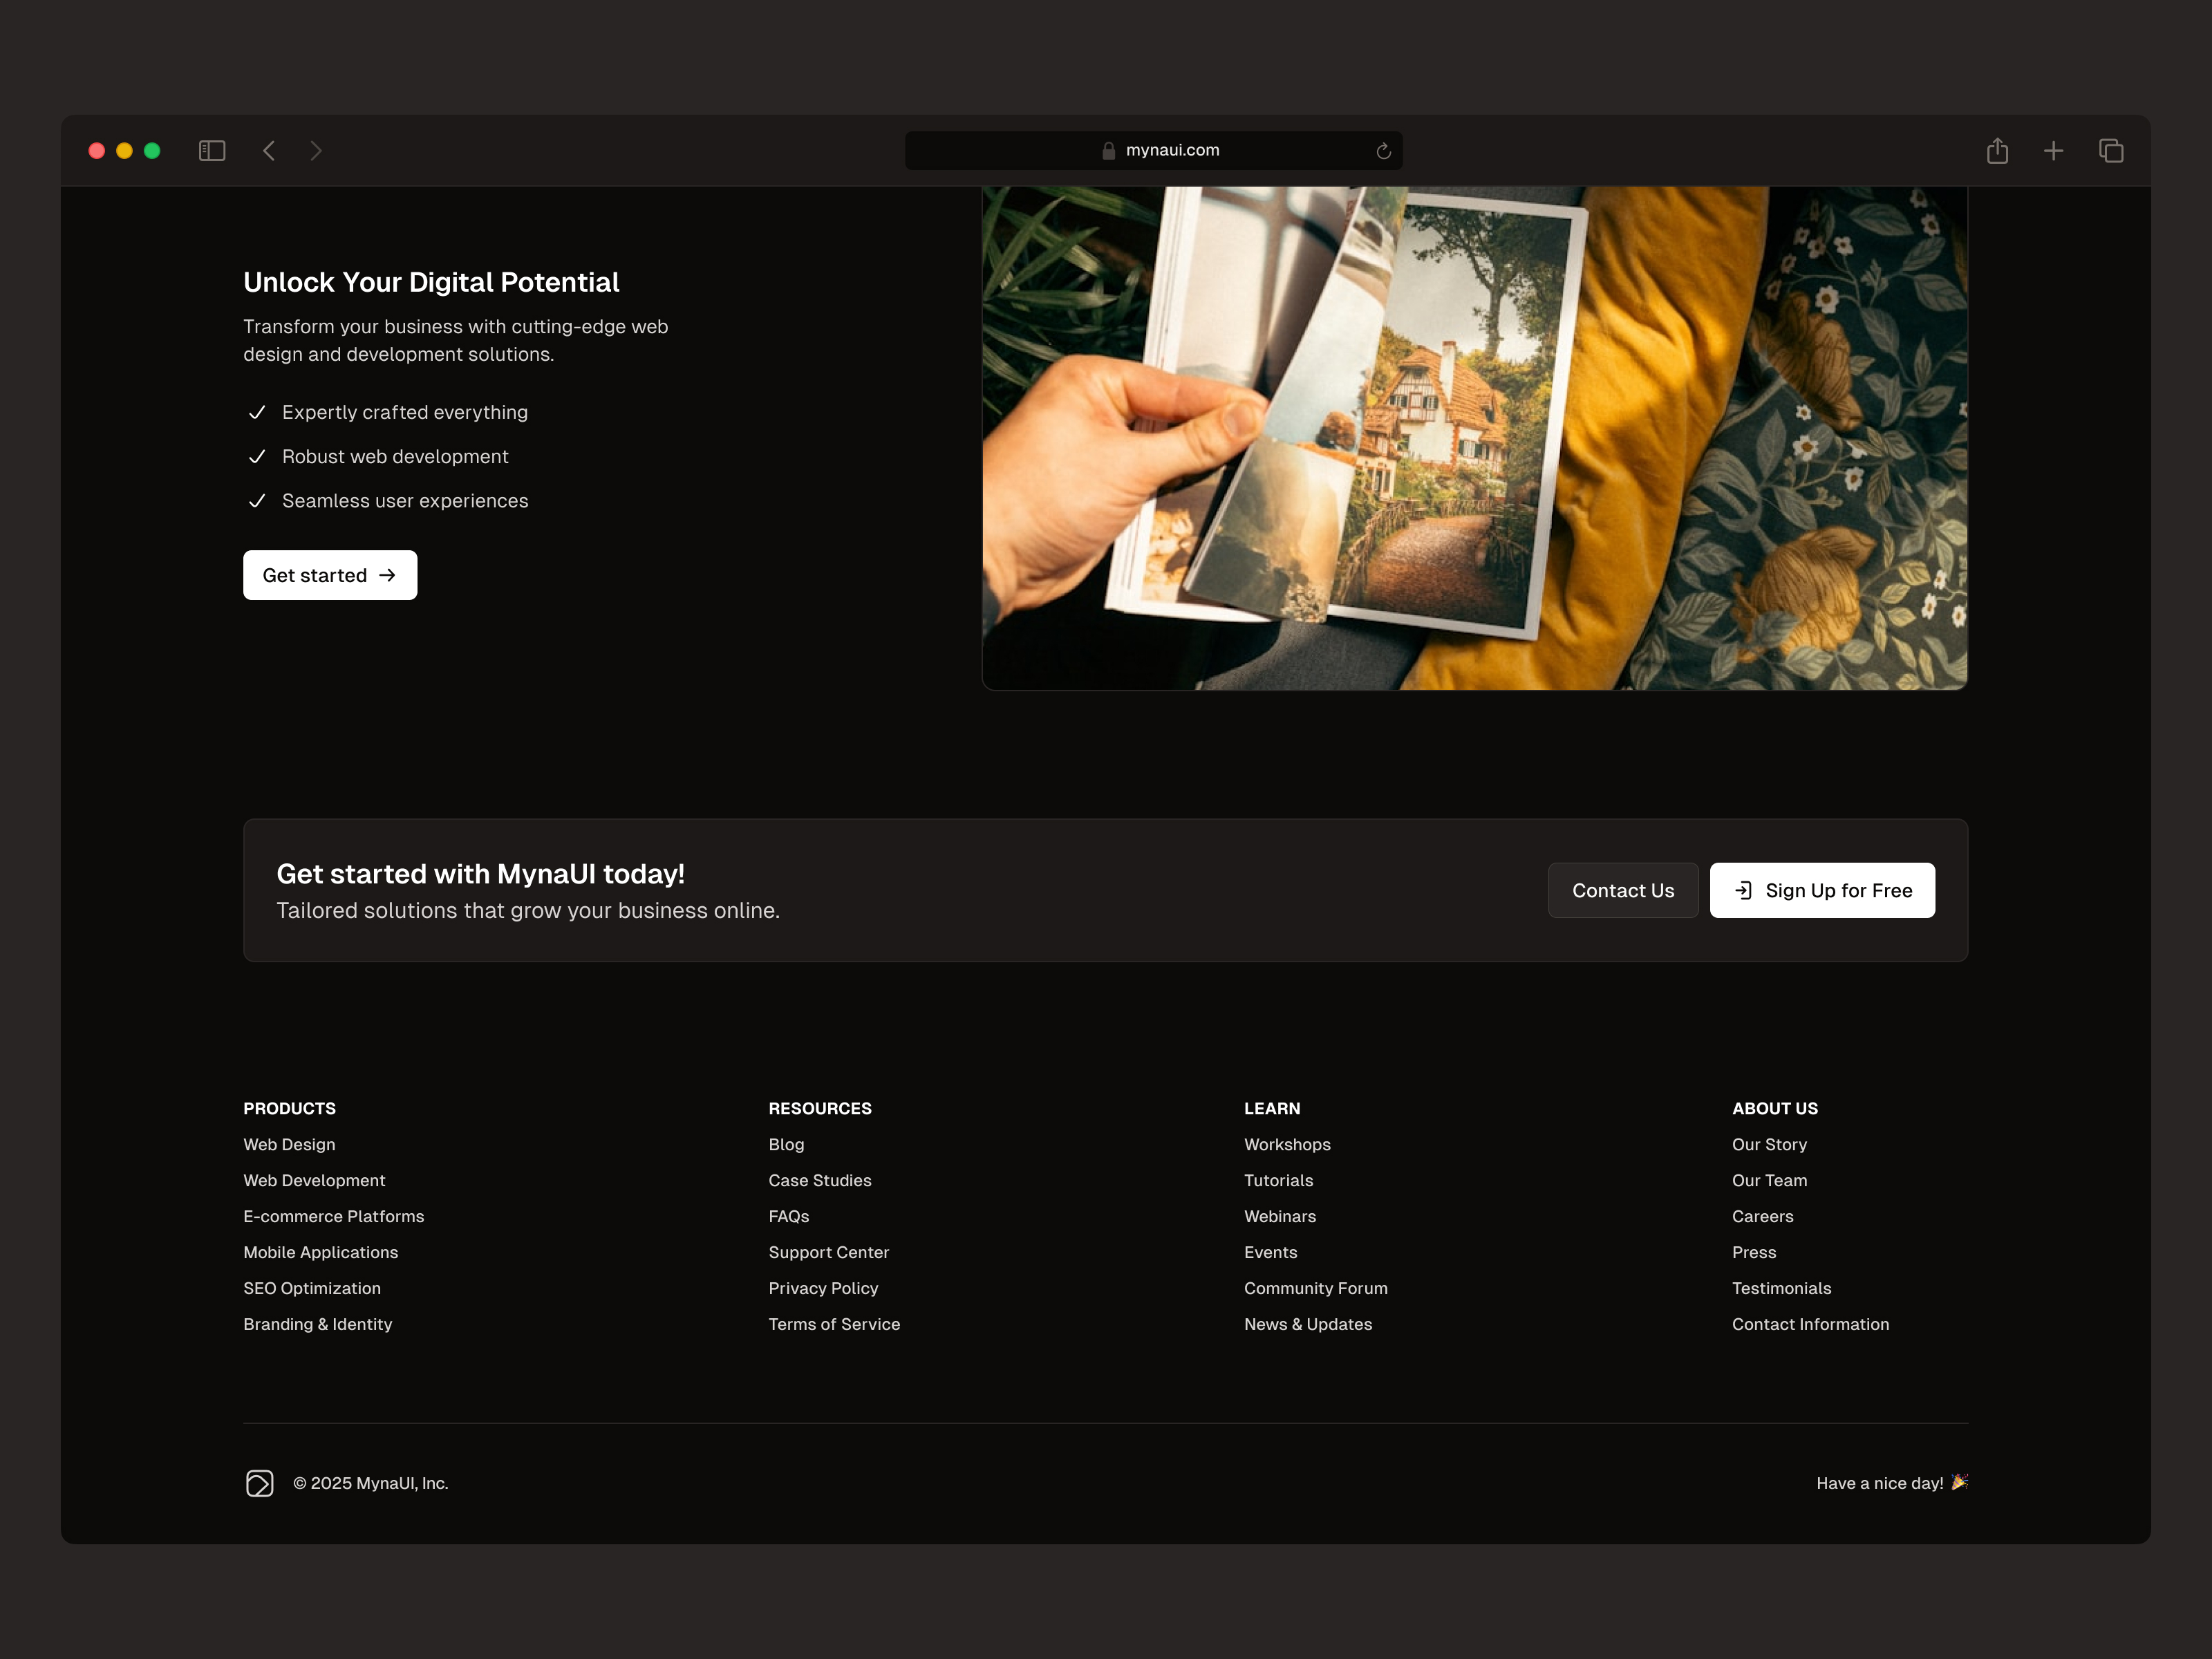 mynaui.com
Unlock Your Digital Potential
Transform your business with cutting-edge web
design and development solutions.
Expertly crafted everything
Robust web development
Seamless user experiences
Get started
Get started with MynaUI today!
Tailored solutions that grow your business online.
Contact Us
Sign Up for Free
PRODUCTS
Web Design
Web Development
E-commerce Platforms
Mobile Applications
SEO Optimization
Branding & Identity
RESOURCES
Blog
Case Studies
FAQs
Support Center
Privacy Policy
Terms of Service
LEARN
Workshops
Tutorials
Webinars
Events
Community Forum
News & Updates
ABOUT US
Our Story
Our Team
Careers
Press
Testimonials
Contact Information
© 2025 MynaUI, Inc.
Have a nice day! 🎉